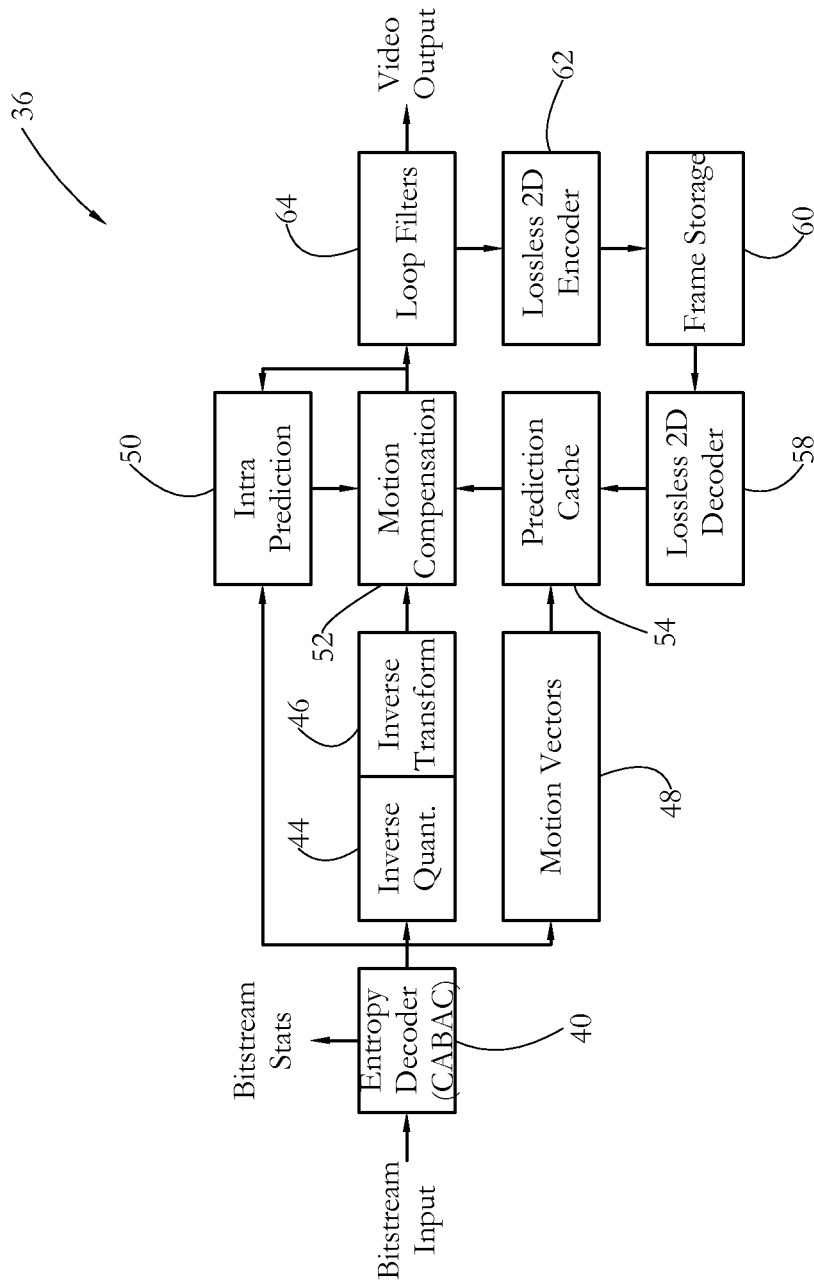 36
Bitstream
Input
Bitstream
Stats
Entropy
Decoder
(CABAC)
40
44
Inverse
Quant.
46
Inverse
Transform
Motion Vectors
48
50
Intra
Prediction
52
Motion
Compensation
Prediction
Cache
54
Lossless 2D
Decoder
58
64
Loop Filters
Video
Output
Lossless 2D
Encoder
62
Frame Storage
60